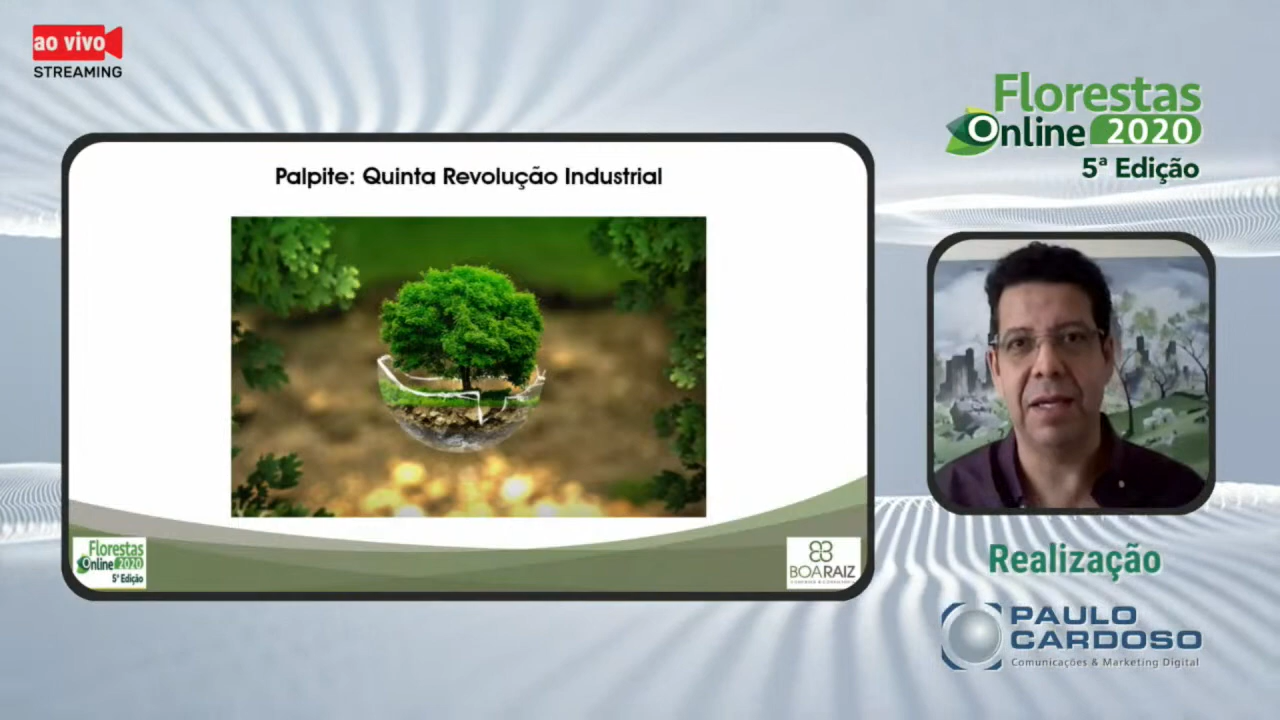 ao vivo
STREAMING
Florestas
Online 2020
5ª Edição
Palpite: Quinta Revolução Industrial
Florestas
Online 2020
5ª Edição
BOARAIZ
Realização
PAULO
CARDOSO
Comunicações & Marketing Digital